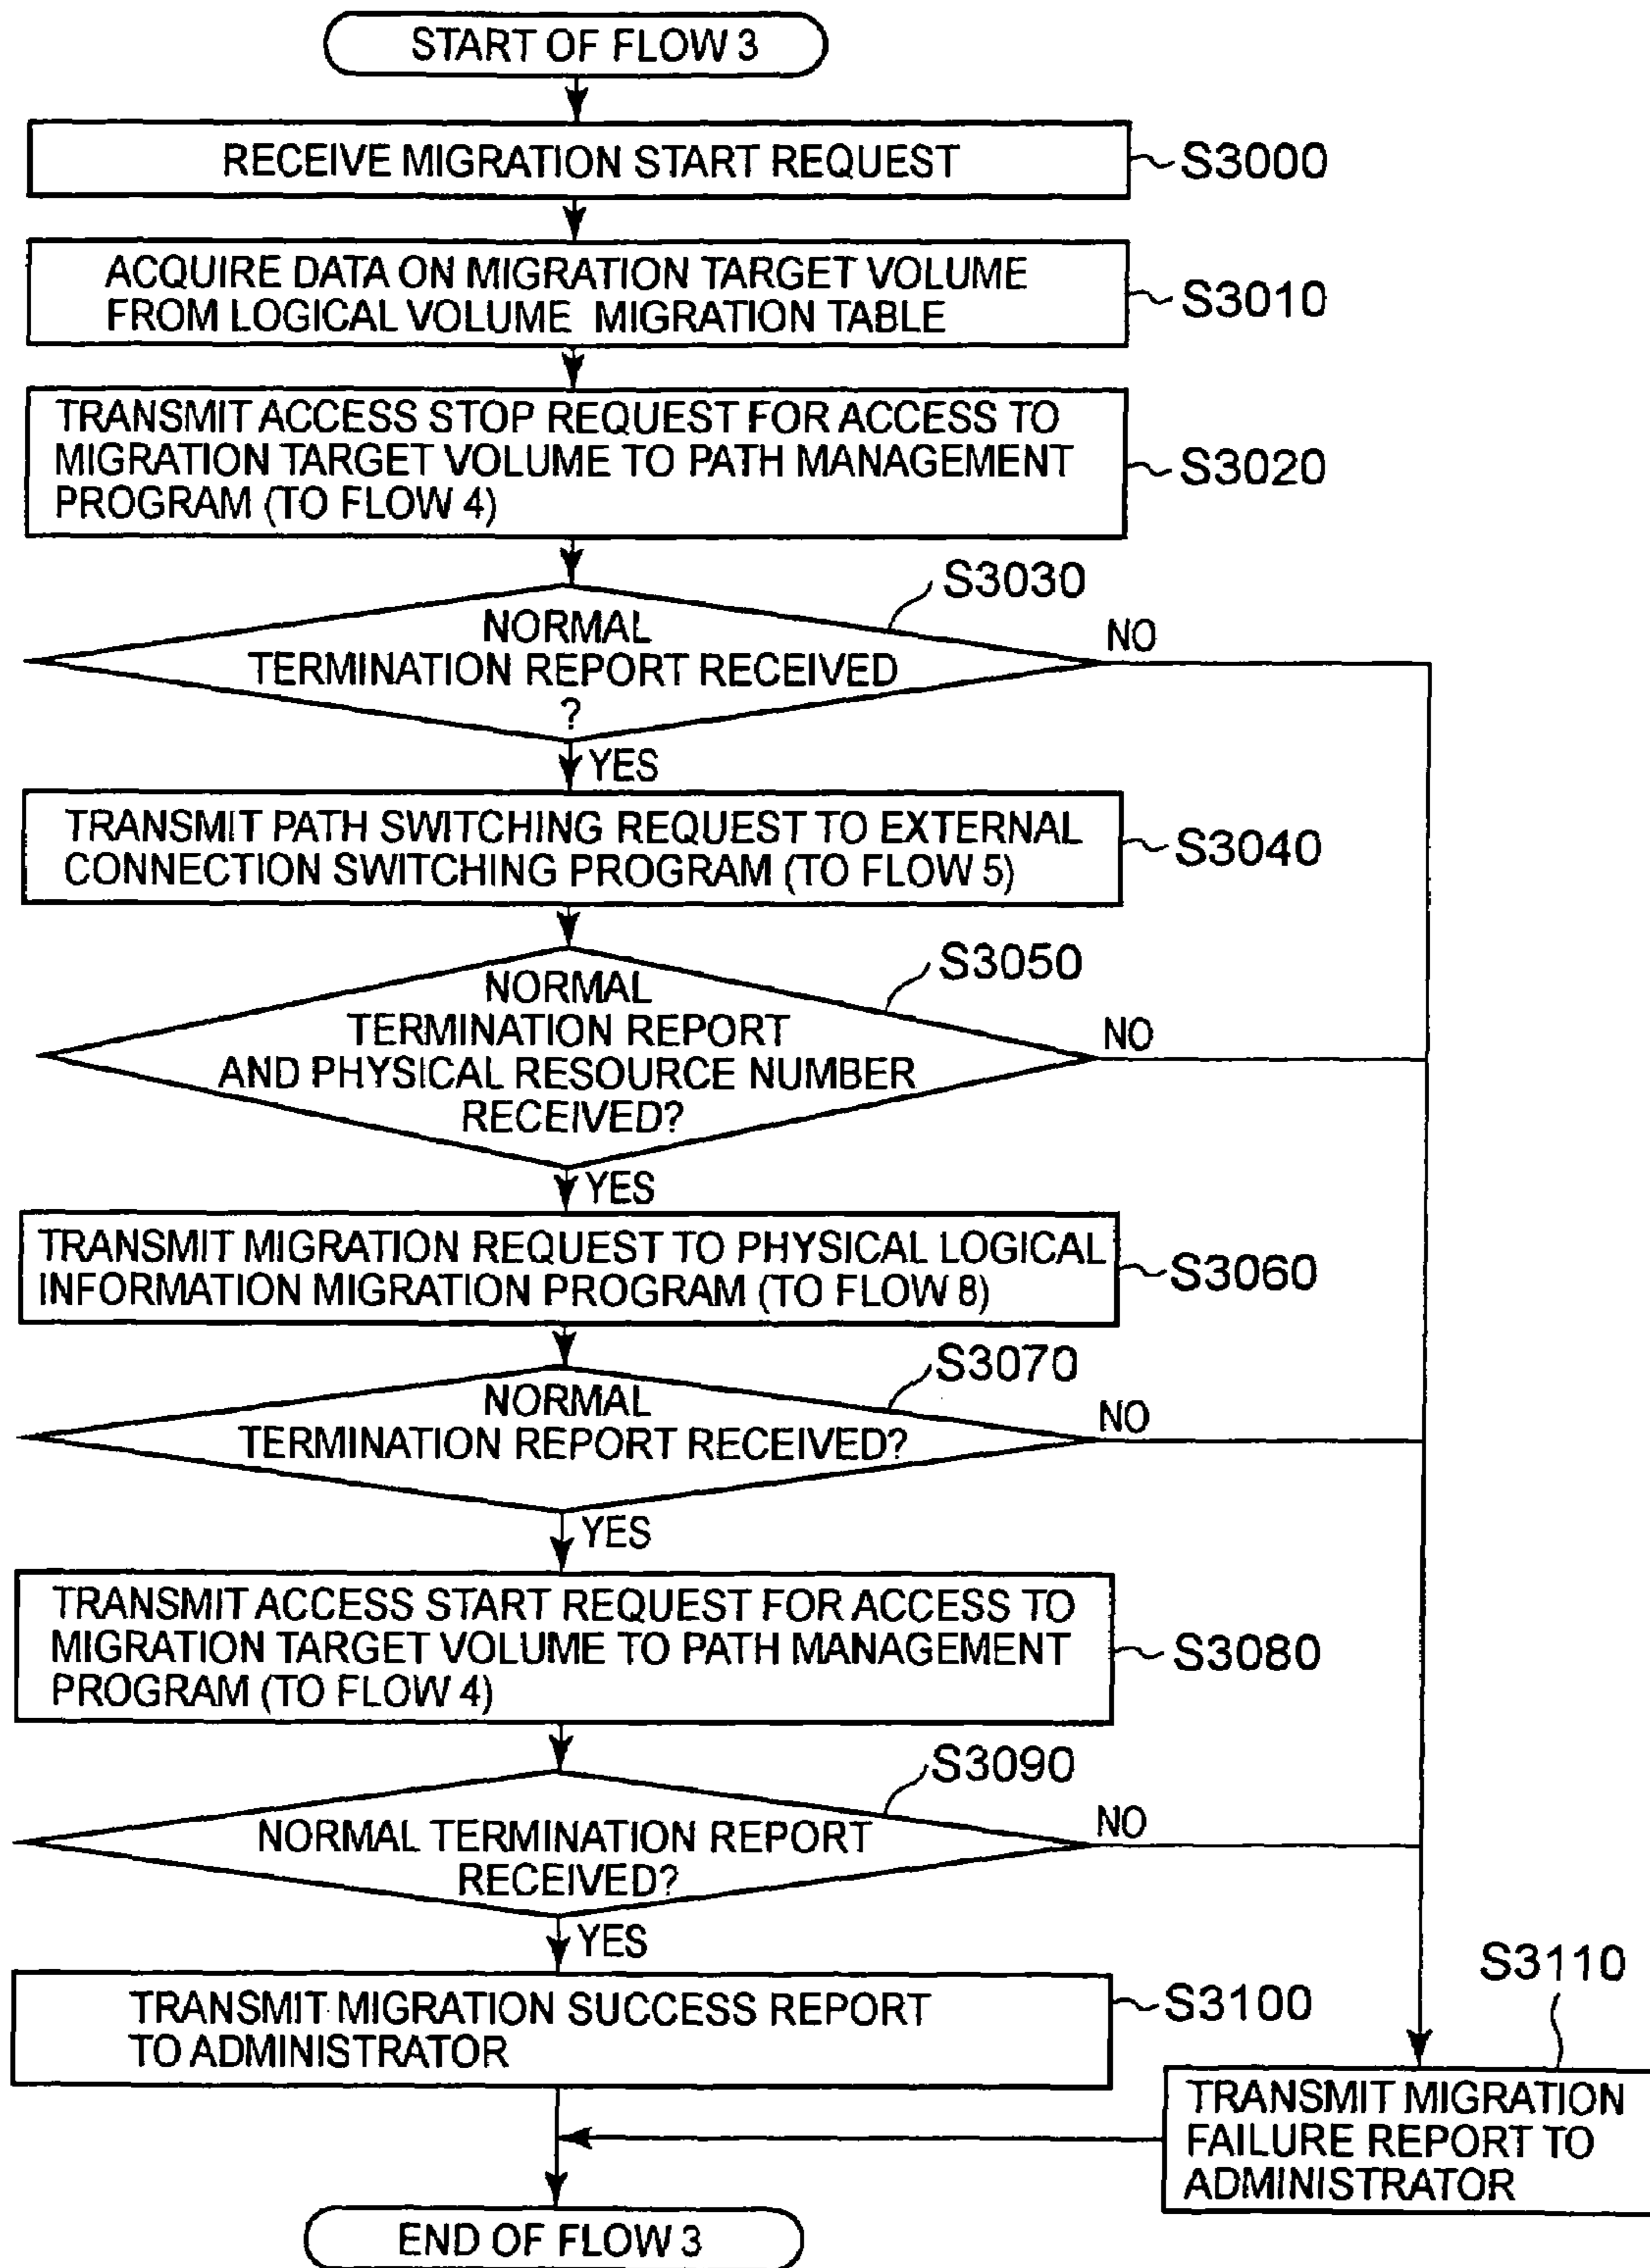 START OF FLOW 3
RECEIVE MIGRATION START REQUEST
S3000
ACQUIRE DATA ON MIGRATION TARGET VOLUME
FROM LOGICAL VOLUME MIGRATION TABLE
S3010
TRANSMIT ACCESS STOP REQUEST FOR ACCESS TO
MIGRATION TARGET VOLUME TO PATH MANAGEMENT
PROGRAM (TO FLOW 4)
S3020
S3030
NORMAL
TERMINATION REPORT RECEIVED
?
NO
YES
TRANSMIT PATH SWITCHING REQUEST TO EXTERNAL
CONNECTION SWITCHING PROGRAM (TO FLOW 5)
S3040
S3050
NORMAL
TERMINATION REPORT
AND PHYSICAL RESOURCE NUMBER
RECEIVED?
NO
YES
TRANSMIT MIGRATION REQUEST TO PHYSICAL LOGICAL
INFORMATION MIGRATION PROGRAM (TO FLOW 8)
S3060
S3070
NORMAL
TERMINATION REPORT RECEIVED?
NO
YES
TRANSMIT ACCESS START REQUEST FOR ACCESS TO
MIGRATION TARGET VOLUME TO PATH MANAGEMENT
PROGRAM (TO FLOW 4)
S3080
S3090
NORMAL TERMINATION REPORT
RECEIVED?
NO
YES
TRANSMIT MIGRATION SUCCESS REPORT
TO ADMINISTRATOR
S3100
S3110
TRANSMIT MIGRATION
FAILURE REPORT TO
ADMINISTRATOR
END OF FLOW 3